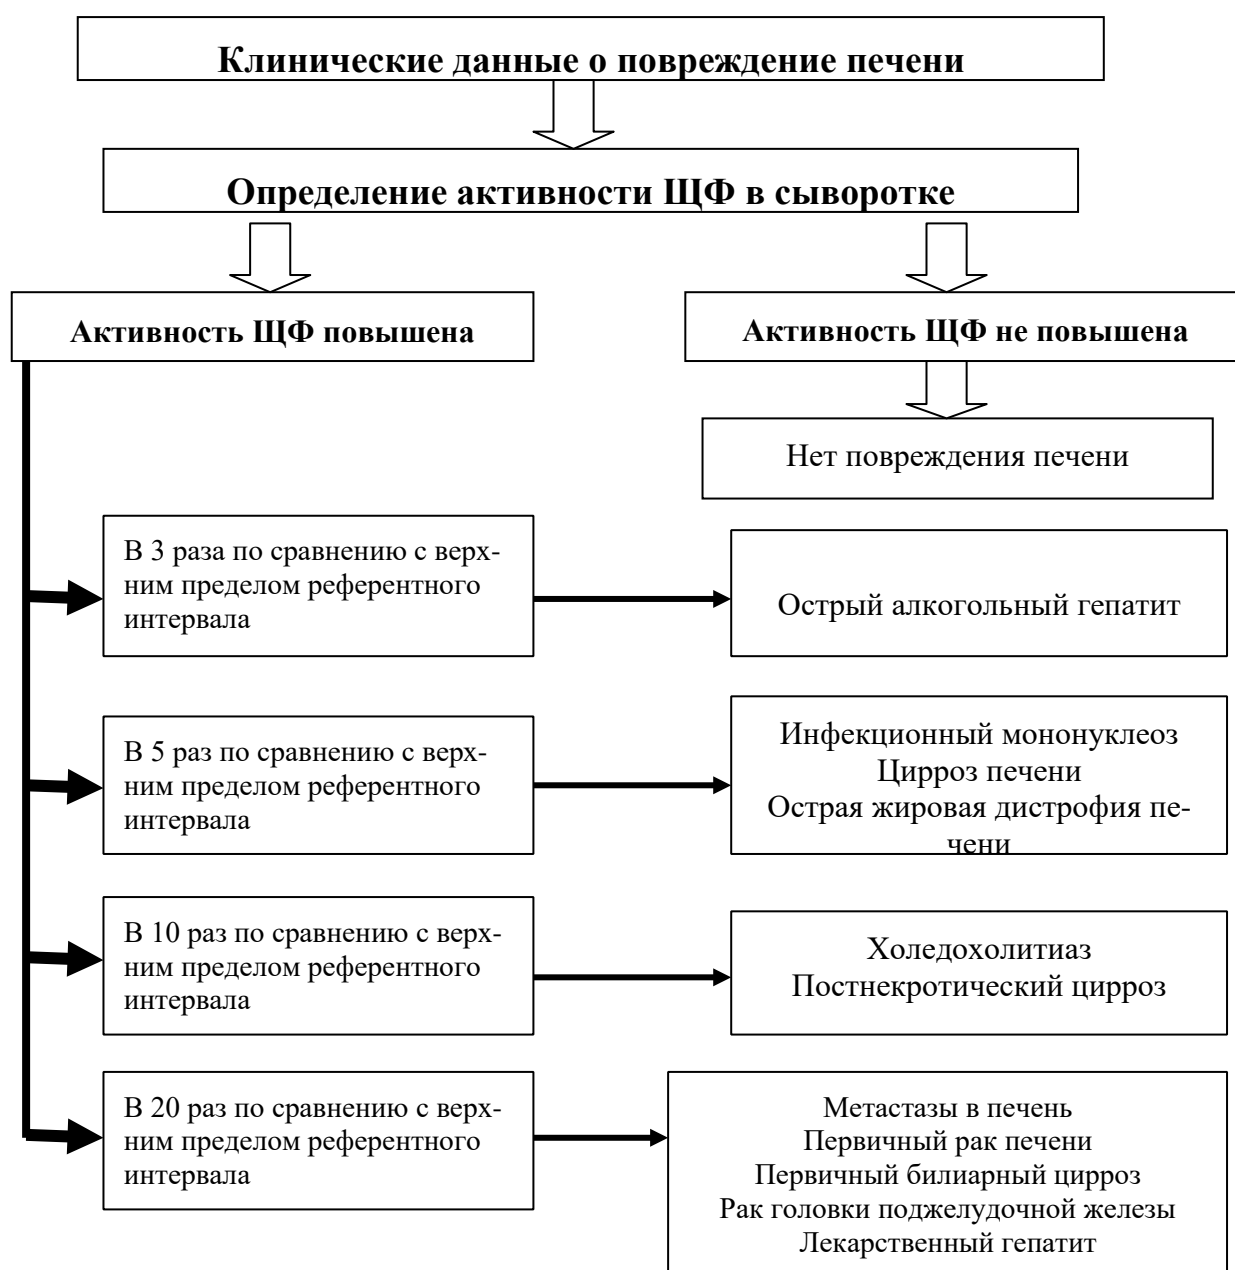 Клинические данные о повреждение печени
Определение активности ЩФ в сыворотке
Активность ЩФ повышена
Активность ЩФ не повышена
Нет повреждения печени
В 3 раза по сравнению с верх-
ним пределом референтного
интервала
Острый алкогольный гепатит
В 5 раз по сравнению с верх-
ним пределом референтного
интервала
Инфекционный мононуклеоз
Цирроз печени
Острая жировая дистрофия пе-
чени
В 10 раз по сравнению с верх-
ним пределом референтного
интервала
Холедохолитиаз
Постнекротический цирроз
В 20 раз по сравнению с верх-
ним пределом референтного
интервала
Метастазы в печень
Первичный рак печени
Первичный билиарный цирроз
Рак головки поджелудочной железы
Лекарственный гепатит